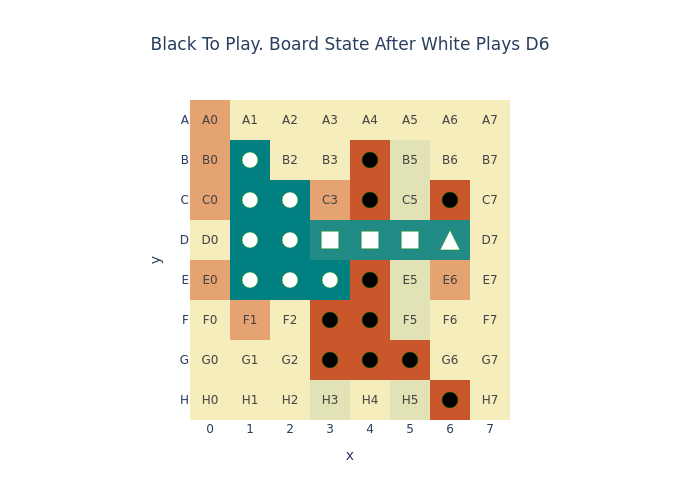 Black To Play. Board State After White Plays D6
A A0 A1 A2 A3 A4 A5 A6 A7
B B0 B2 B3 B5 B6 B7
C C0 C3 C5 C7
D D0 D7
E E0 E5 E6 E7
F F0 F1 F2 F5 F6 F7
G G0 G1 G2 G6 G7
H H0 H1 H2 H3 H4 H5 H7
0 1 2 3 4 5 6 7
x
y